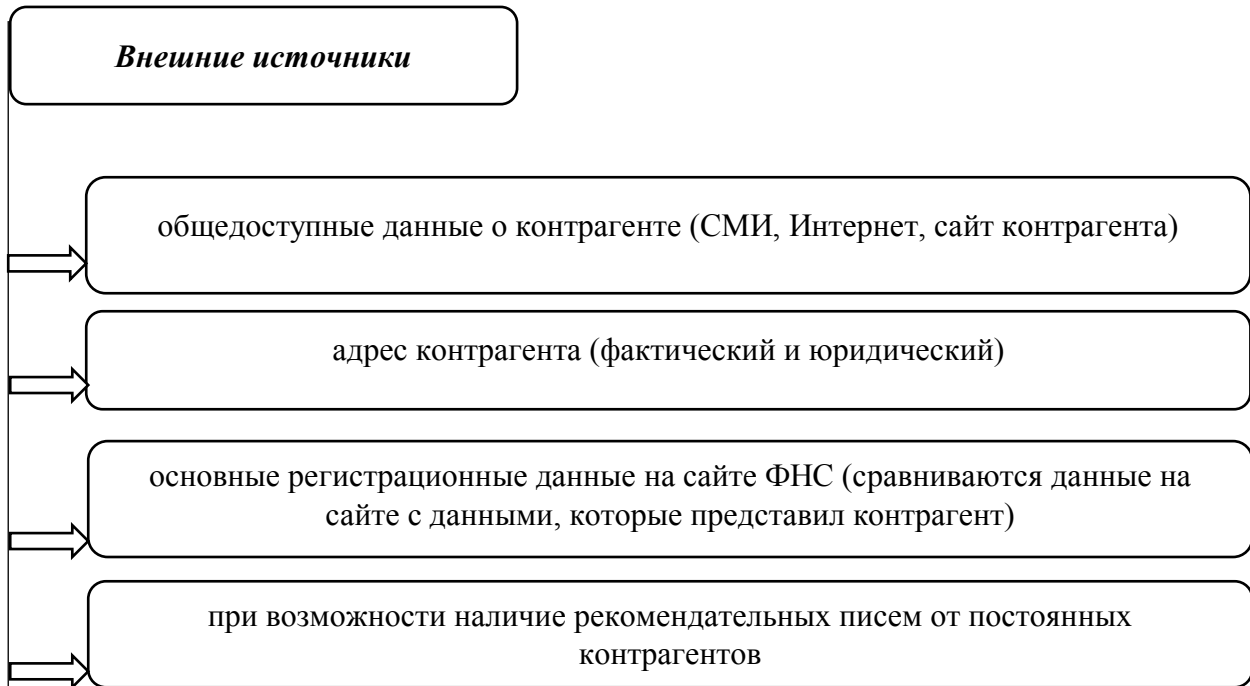 Внешние источники
общедоступные данные о контрагенте (СМИ, Интернет, сайт контрагента)
адрес контрагента (фактический и юридический)
основные регистрационные данные на сайте ФНС (сравниваются данные на
сайте с данными, которые представил контрагент)
при возможности наличие рекомендательных писем от постоянных
контрагентов